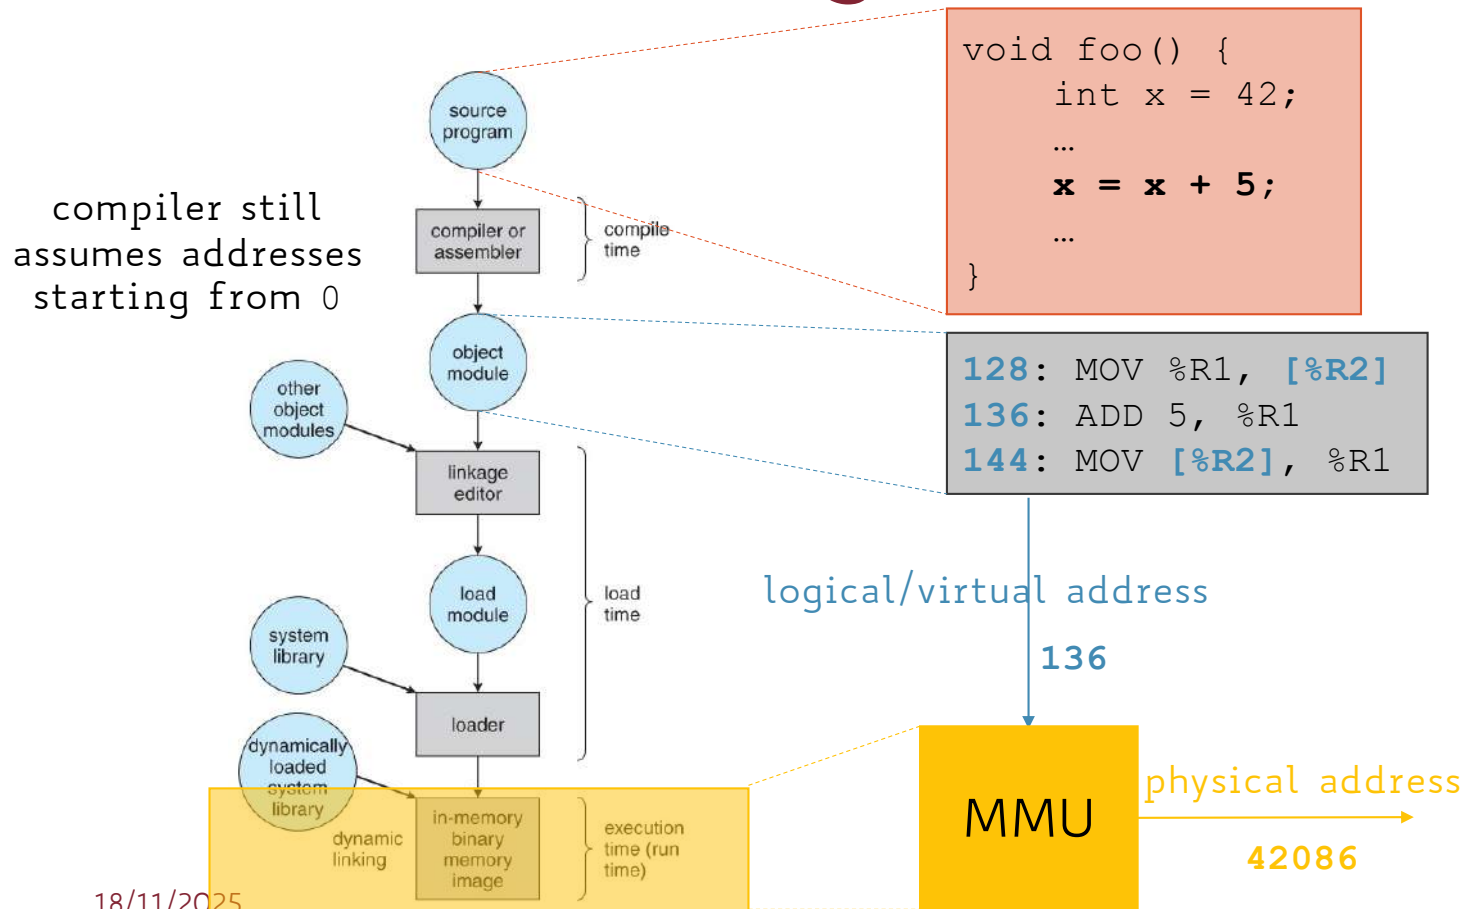 void foo() {
int x = 42;
…
x = x + 5;
…
}
source
program
compiler still
assumes addresses
starting from 0
compiler or
assembler
compile
time
object
module
128: MOV %R1, [%R2]
136: ADD 5, %R1
144: MOV [%R2], %R1
other
object
modules
linkage
editor
load
module
load
time
logical/virtual address
136
system
library
loader
dynamically
loaded
system
library
in-memory
binary
memory
image
dynamic
linking
execution
time (run
time)
MMU
physical address
42086
18/11/2025